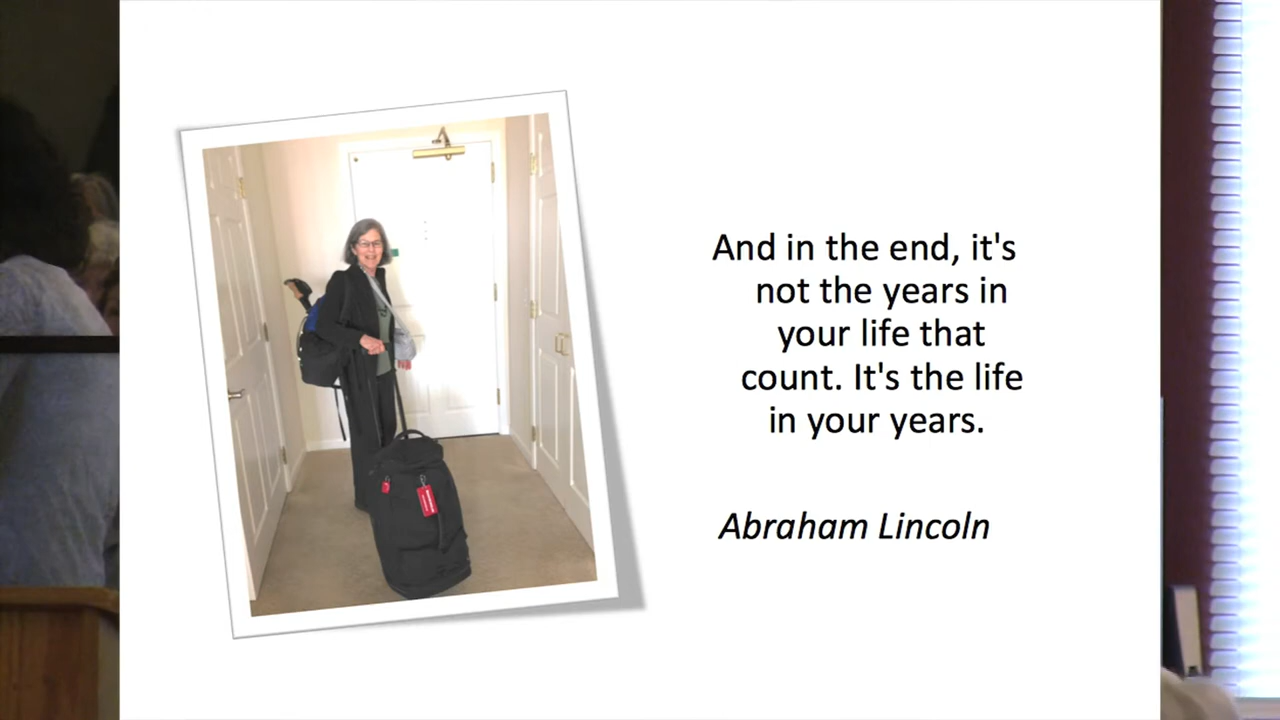 And in the end, it's
not the years in
your life that
count. It's the life
in your years.
Abraham Lincoln